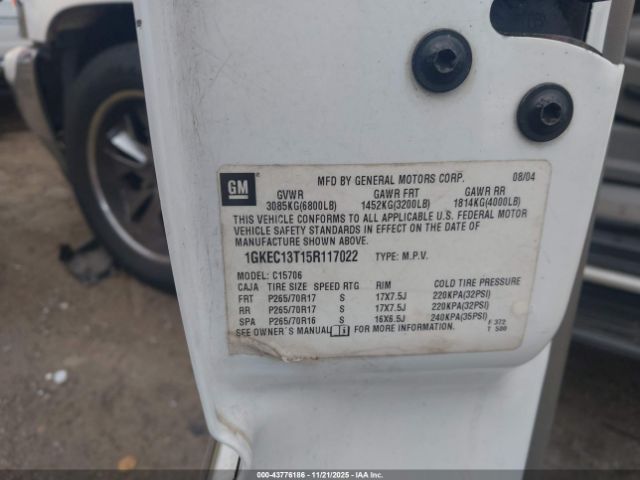 GM
MFD BY GENERAL MOTORS CORP. 08/04
GVWR GAWR FRT GAWR RR
3085KG(6800LB) 1452KG(3200LB) 1814KG(4000LB)
THIS VEHICLE CONFORMS TO ALL APPLICABLE U.S. FEDERAL MOTOR
VEHICLE SAFETY STANDARDS IN EFFECT ON THE DATE OF
MANUFACTURE SHOWN ABOVE.
1GKEC13T15R117022 TYPE: M.P.V.
MODEL: C15706
CAJA TIRE SIZE SPEED RTG RIM COLD TIRE PRESSURE
FRT P265/70R17 S 17X7.5J 220KPA(32PSI)
RR P265/70R17 S 17X7.5J 220KPA(32PSI)
SPA P265/70R16 S 16X6.5J 240KPA(35PSI)
SEE OWNER'S MANUAL FOR MORE INFORMATION.
F 372
T 500
000-43776186 - 11/21/2025 - IAAI.COM